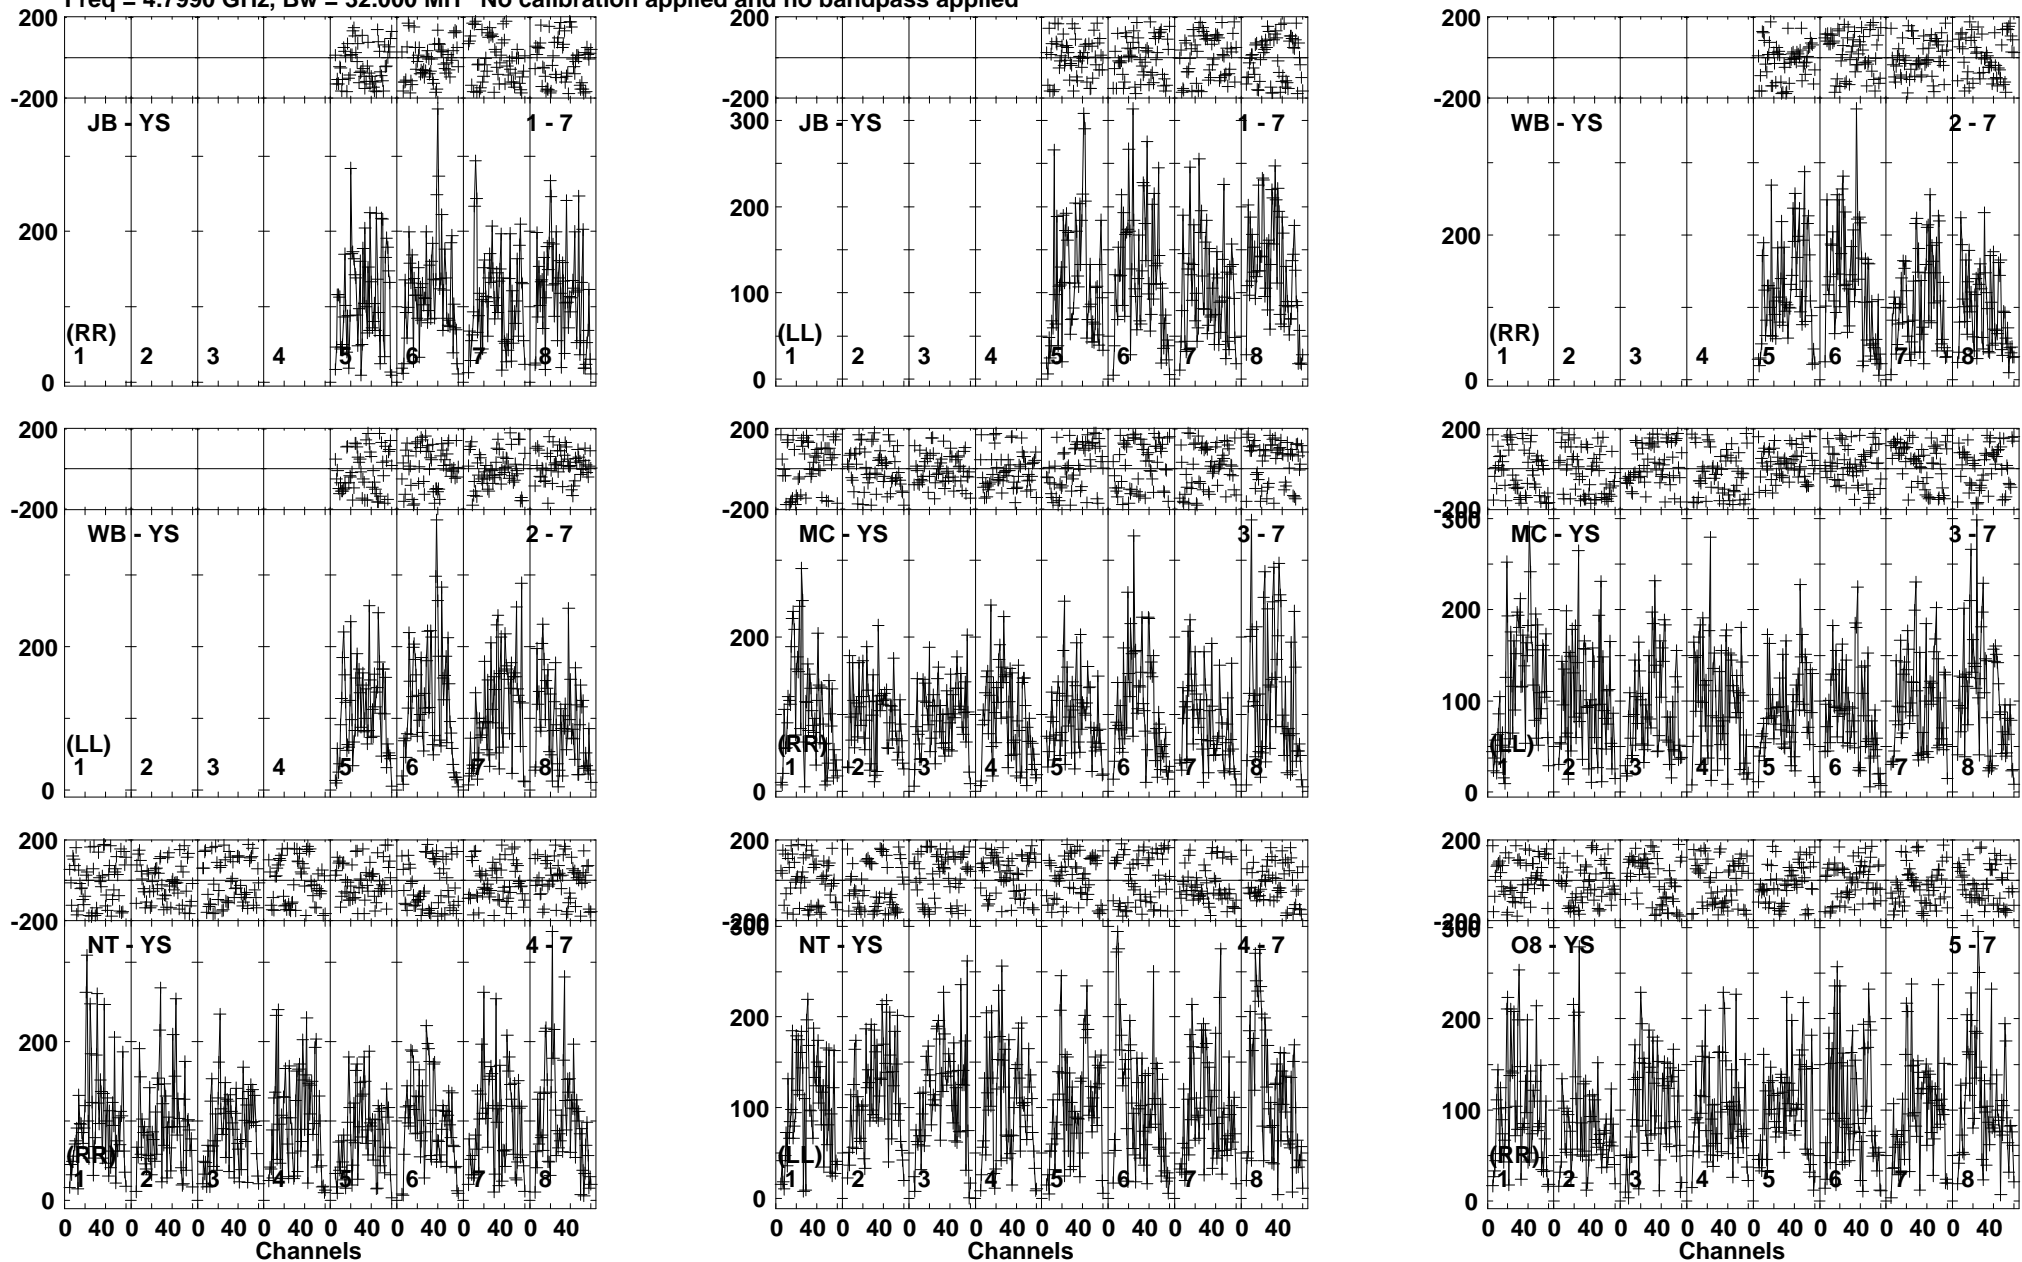 Freq = 4.7990 GHz, Bw = 32.000 MH No calibration applied and no bandpass applied
200 200 200
-200 -200 -200
JB - YS 1 - 7 300 JB - YS 1 - 7 WB - YS 2 - 7
200 200 200
100
(RR) (LL) (RR)
1 2 3 4 5 6 7 8 1 2 3 4 5 6 7 8 1 2 3 4 5 6 7 8
0 0 0
200 200 200
-200 -200 -200
300
WB - YS 2 - 7 MC - YS 3 - 7 MC - YS 3 - 7
200 200 200
100
(LL) (RR) (LL)
1 2 3 4 5 6 7 8 1 2 3 4 5 6 7 8 1 2 3 4 5 6 7 8
0 0 0
200 200 200
-200 -200 -200
300 300
NT - YS 4 - 7 NT - YS 4 - 7 O8 - YS 5 - 7
200 200 200
100 100
(RR) (LL) (RR)
1 2 3 4 5 6 7 8 1 2 3 4 5 6 7 8 1 2 3 4 5 6 7 8
0 0 0
0 40 0 40 0 40 0 40 0 40 0 40 0 40 0 40 0 40 0 40 0 40 0 40 0 40 0 40 0 40 0 40 0 40 0 40 0 40 0 40 0 40 0 40 0 40 0 40
Channels Channels Channels